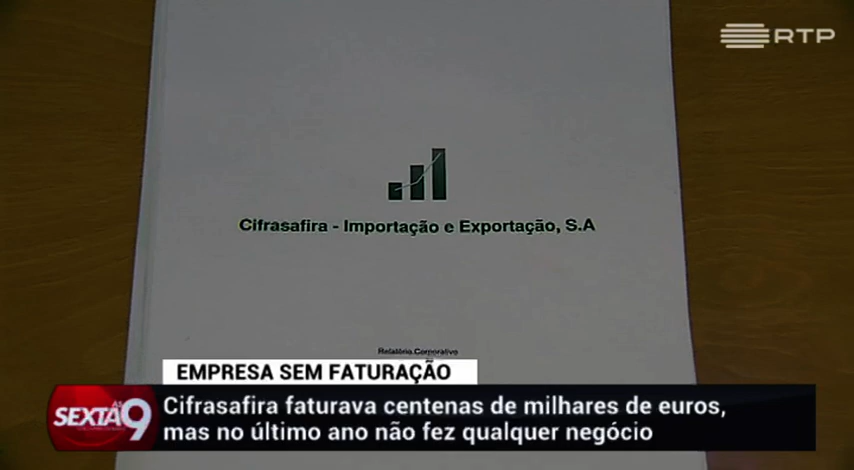 RTP
Cifrasafira - Importação e Exportação, S.A
Relatório Corporativo
EMPRESA SEM FATURAÇÃO
SEXTA
ÀS
9
Cifrasafira faturava centenas de milhares de euros,
mas no último ano não fez qualquer negócio